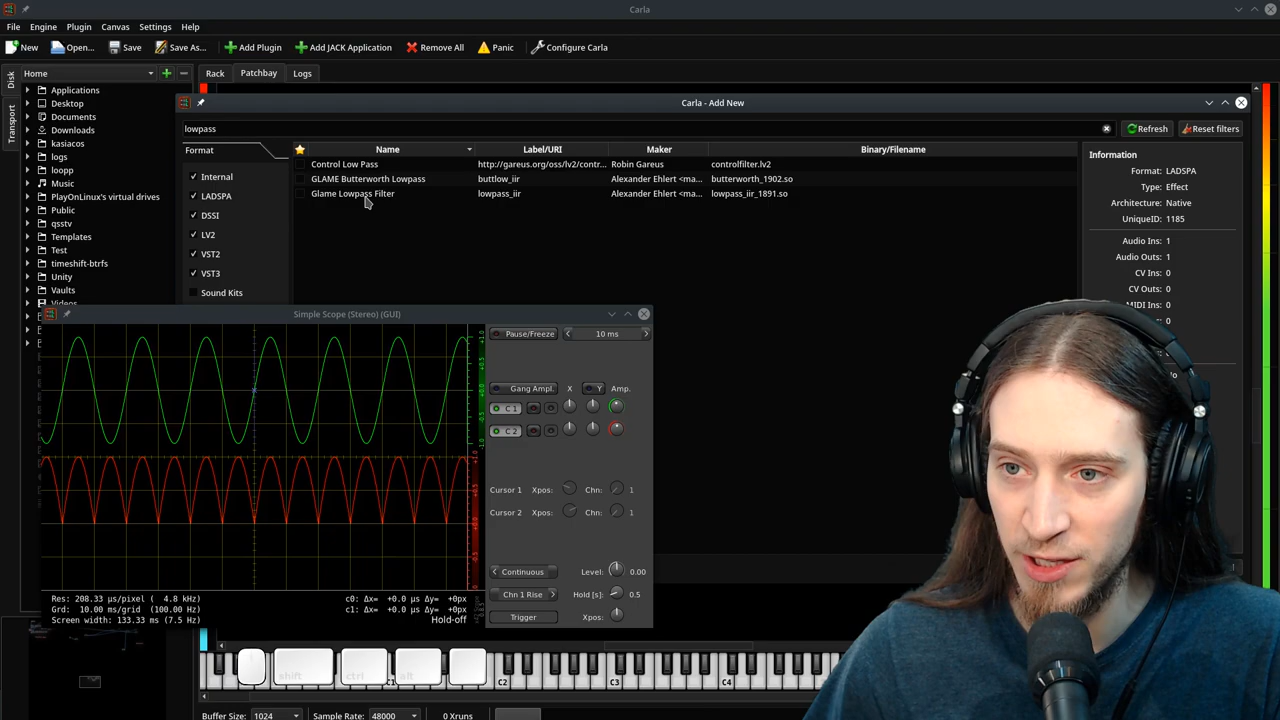 Carla
File Engine Plugin Canvas Settings Help
New Open... Save Save As... Add Plugin Add JACK Application Remove All Panic Configure Carla
Disk
Transport
Home
Applications
Desktop
Documents
Downloads
kasiacos
logs
loopp
Music
PlayOnLinux's virtual drives
Public
qsstv
Templates
Test
timeshift-btrfs
Unity
Vaults
Videos
Rack Patchbay Logs
Carla - Add New
lowpass
Refresh Reset filters
Format
Internal
LADSPA
DSSI
LV2
VST2
VST3
Sound Kits
Name Label/URI Maker Binary/Filename
Control Low Pass http://gareus.org/oss/lv2/contr... Robin Gareus controlfilter.lv2
GLAME Butterworth Lowpass buttlow_iir Alexander Ehlert <ma... butterworth_1902.so
Glame Lowpass Filter lowpass_iir Alexander Ehlert <ma... lowpass_iir_1891.so
Information
Format: LADSPA
Type: Effect
Architecture: Native
UniqueID: 1185
Audio Ins: 1
Audio Outs: 1
CV Ins: 0
CV Outs: 0
MIDI Ins: 0
Simple Scope (Stereo) (GUI)
Pause/Freeze 10 ms
Gang Ampl. X Y Amp.
C 1
C 2
Cursor 1 Xpos: Chn: 1
Cursor 2 Xpos: Chn: 1
Continuous Level: 0.00
Chn 1 Rise Hold [s]: 0.5
Trigger Xpos:
Res: 208.33 µs/pixel ( 4.8 kHz)
Grd: 10.00 ms/grid (100.00 Hz)
Screen width: 133.33 ms (7.5 Hz)
c0: Δx= +0.0 µs Δy= +0px
c1: Δx= +0.0 µs Δy= +0px
Hold-off
shift ctrl alt
C1 C2 C3 C4
Buffer Size: 1024 Sample Rate: 48000 0 Xruns